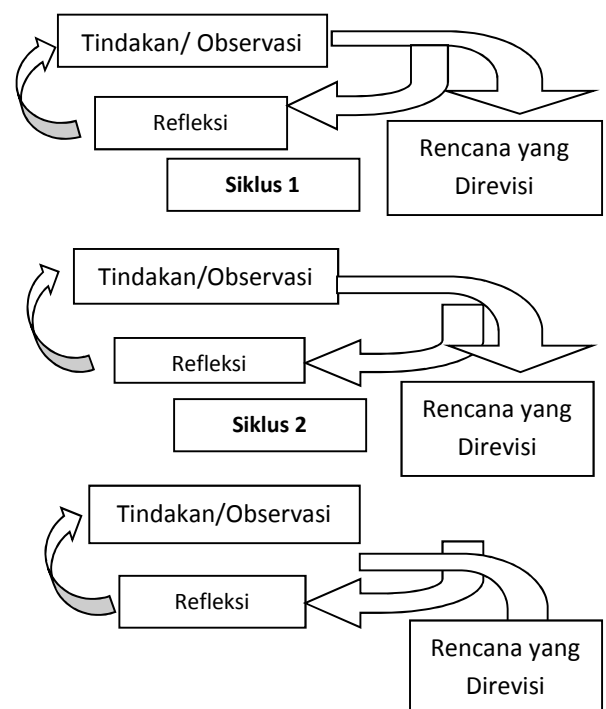 Tindakan/ Observasi
Refleksi
Rencana yang
Direvisi
Siklus 1
Tindakan/Observasi
Refleksi
Rencana yang
Direvisi
Siklus 2
Tindakan/Observasi
Refleksi
Rencana yang
Direvisi